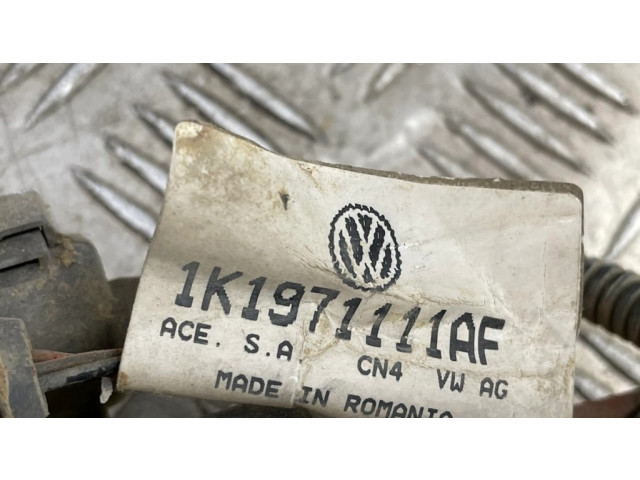 1K1971111AF
ACE. S.A CN4 VW AG
MADE IN ROMANIA